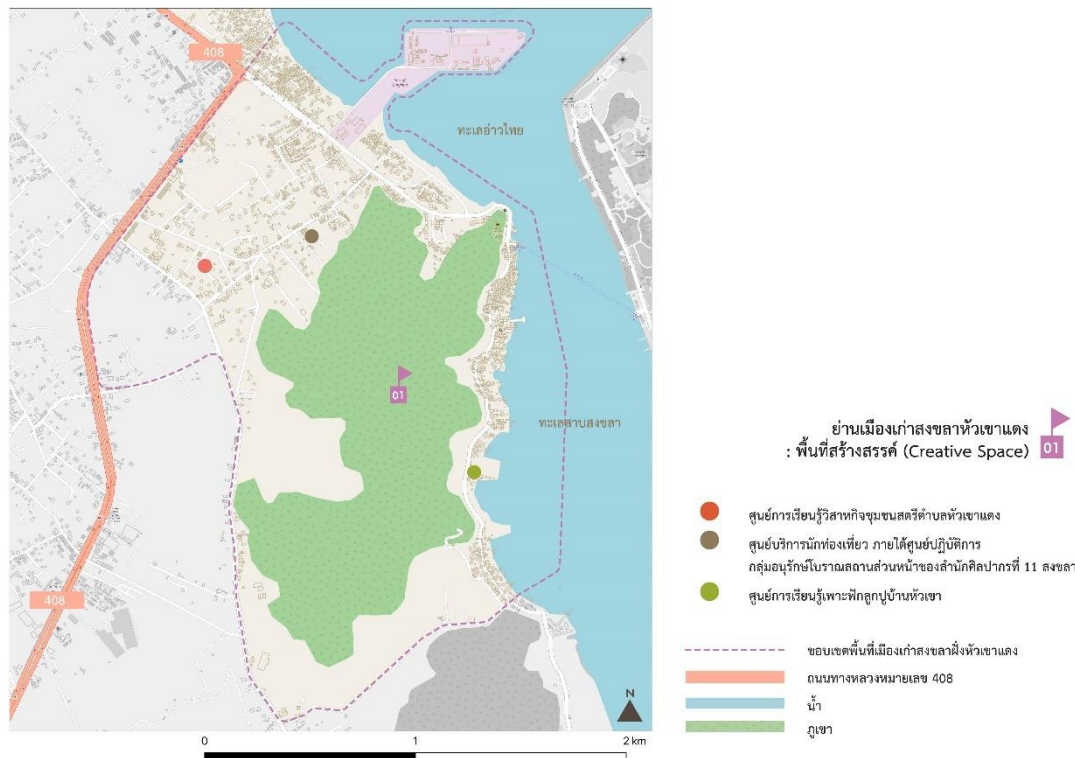 408
ทะเลอ่าวไทย
01
ทะเลสาบสงขลา
408
N
0 1 2 km
ย่านเมืองเก่าสงขลาหัวเขาแดง
: พื้นที่สร้างสรรค์ (Creative Space) 01
ศูนย์การเรียนรู้วิสาหกิจชุมชนสตรีตำบลหัวเขาแดง
ศูนย์บริการนักท่องเที่ยว ภายใต้ศูนย์ปฏิบัติการ
กลุ่มอนุรักษ์โบราณสถานส่วนหน้าของสำนักศิลปากรที่ 11 สงขลา
ศูนย์การเรียนรู้เพาะฟักลูกปูบ้านหัวเขา
ขอบเขตพื้นที่เมืองเก่าสงขลาฝั่งหัวเขาแดง
ถนนทางหลวงหมายเลข 408
น้ำ
ภูเขา